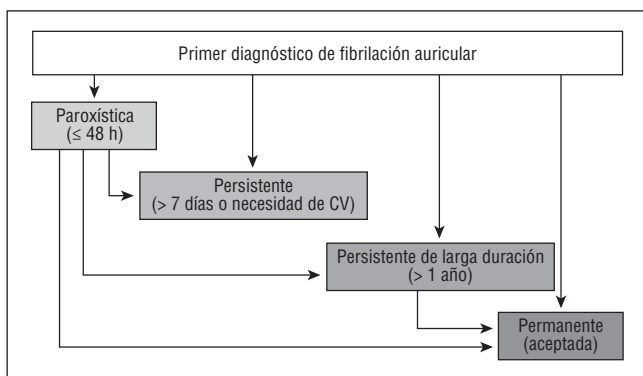 Primer diagnóstico de fibrilación auricular
Paroxística
(≤ 48 h)
Persistente
(> 7 días o necesidad de CV)
Persistente de larga duración
(> 1 año)
Permanente
(aceptada)